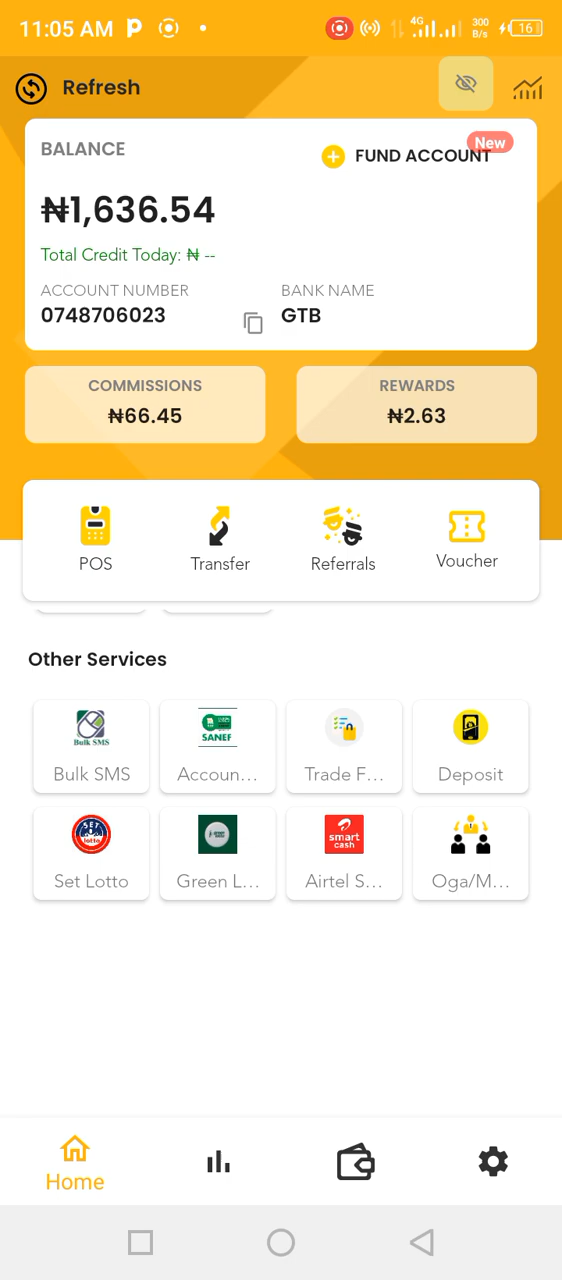 11:05 AM
4G
300
B/s
16
Refresh
BALANCE
New
FUND ACCOUNT
₦1,636.54
Total Credit Today: ₦ --
ACCOUNT NUMBER
BANK NAME
0748706023
GTB
COMMISSIONS
₦66.45
REWARDS
₦2.63
POS
Transfer
Referrals
Voucher
Other Services
Bulk SMS
SANEF
Bulk SMS
Accoun...
Trade F...
Deposit
SET
lotto
smart
cash
Set Lotto
Green L...
Airtel S...
Oga/M...
Home